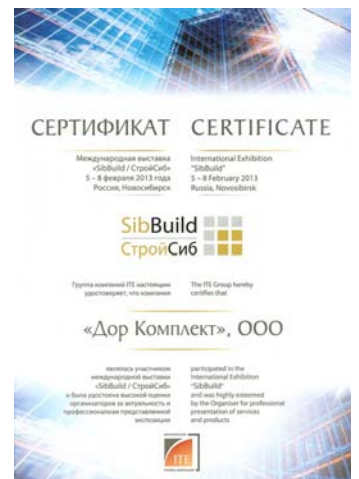 СЕРТИФИКАТ
CERTIFICATE
Международная выставка
«SibBuild / СтройСиб»
5 – 8 февраля 2013 года
Россия, Новосибирск
International Exhibition
"SibBuild"
5 – 8 February 2013
Russia, Novosibirsk
SibBuild
СтройСиб
Группа компаний ITE настоящим
удостоверяет, что компания
The ITE Group hereby
certifies that
«Дор Комплект», ООО
являлась участником
международной выставки
«SibBuild / СтройСиб»
и была удостоена высокой оценки
организаторов за актуальность и
профессионализм представленной
экспозиции
participated in the
International Exhibition
"SibBuild"
and was highly esteemed
by the Organiser for professional
presentation of services
and products
ITE